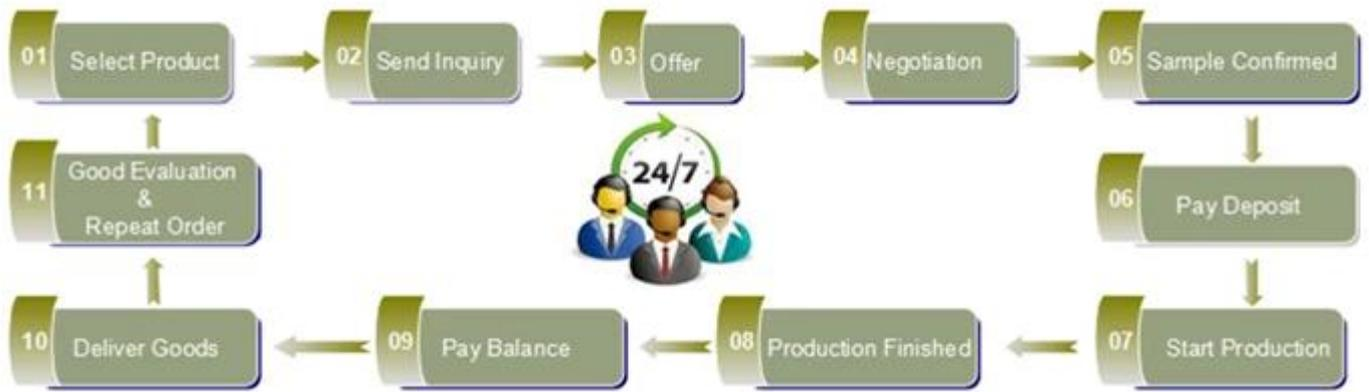 01 Select Product
02 Send Inquiry
03 Offer
04 Negotiation
05 Sample Confirmed
24/7
11 Good Evaluation
&
Repeat Order
06 Pay Deposit
10 Deliver Goods
09 Pay Balance
08 Production Finished
07 Start Production